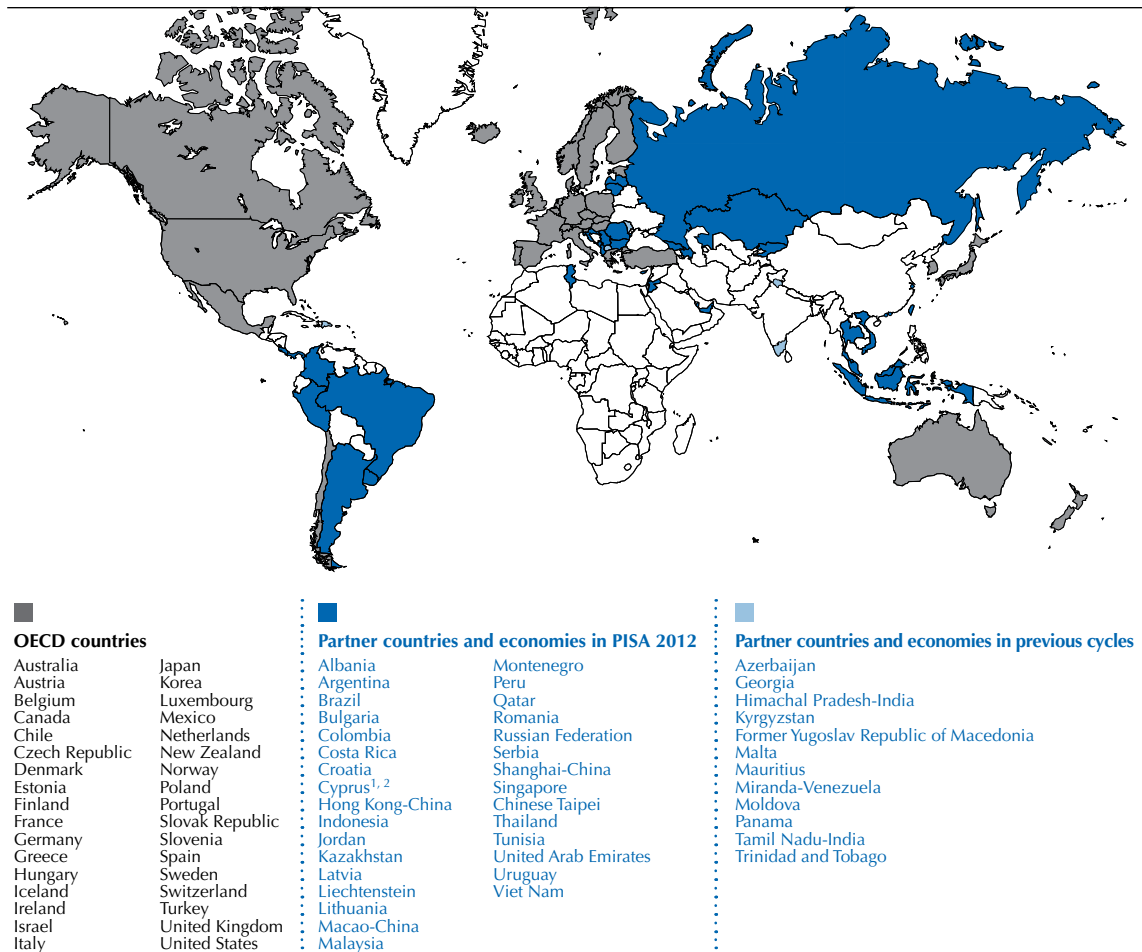 OECD countries
Australia
Austria
Belgium
Canada
Chile
Czech Republic
Denmark
Estonia
Finland
France
Germany
Greece
Hungary
Iceland
Ireland
Israel
Italy
Japan
Korea
Luxembourg
Mexico
Netherlands
New Zealand
Norway
Poland
Portugal
Slovak Republic
Slovenia
Spain
Sweden
Switzerland
Turkey
United Kingdom
United States
Partner countries and economies in PISA 2012
Albania
Argentina
Brazil
Bulgaria
Colombia
Costa Rica
Croatia
Cyprus1, 2
Hong Kong-China
Indonesia
Jordan
Kazakhstan
Latvia
Liechtenstein
Lithuania
Macao-China
Malaysia
Montenegro
Peru
Qatar
Romania
Russian Federation
Serbia
Shanghai-China
Singapore
Chinese Taipei
Thailand
Tunisia
United Arab Emirates
Uruguay
Viet Nam
Partner countries and economies in previous cycles
Azerbaijan
Georgia
Himachal Pradesh-India
Kyrgyzstan
Former Yugoslav Republic of Macedonia
Malta
Mauritius
Miranda-Venezuela
Moldova
Panama
Tamil Nadu-India
Trinidad and Tobago